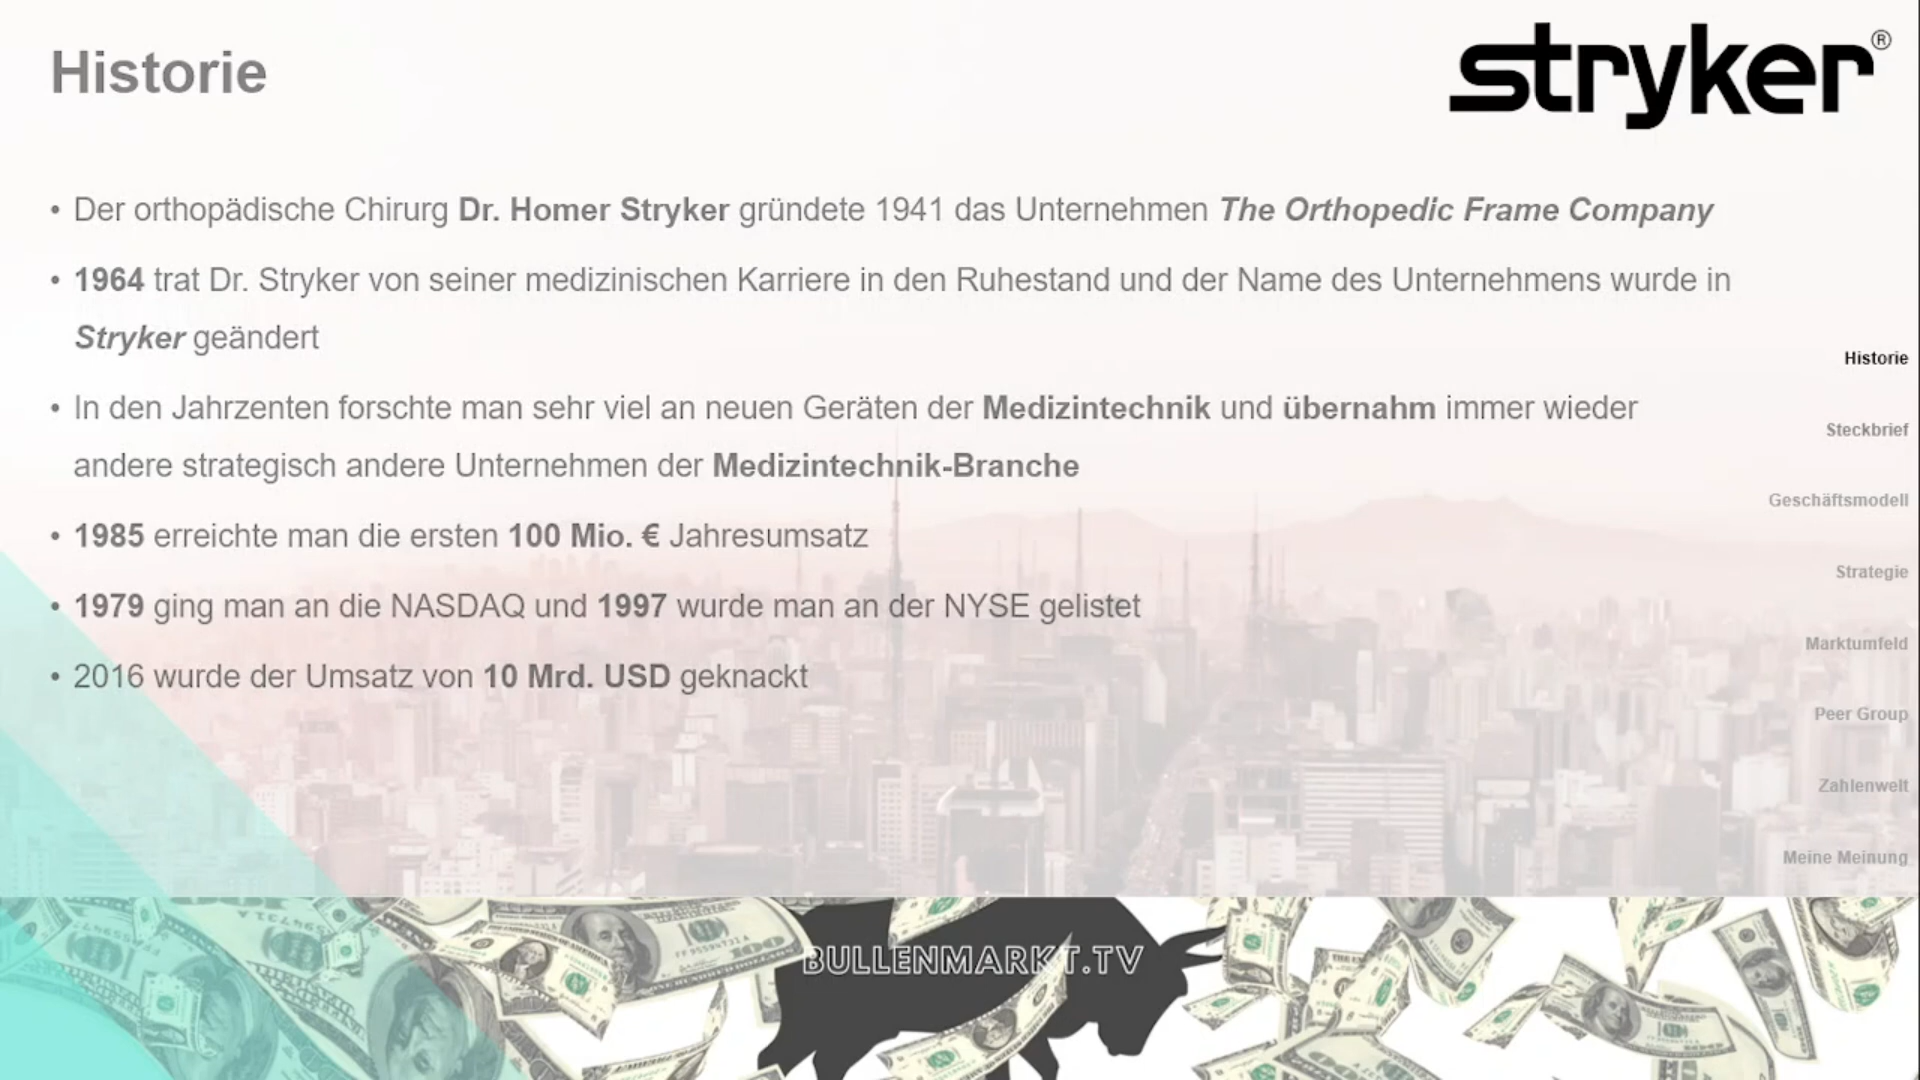 Historie
stryker®
• Der orthopädische Chirurg Dr. Homer Stryker gründete 1941 das Unternehmen The Orthopedic Frame Company
• 1964 trat Dr. Stryker von seiner medizinischen Karriere in den Ruhestand und der Name des Unternehmens wurde in
Stryker geändert
• In den Jahrzenten forschte man sehr viel an neuen Geräten der Medizintechnik und übernahm immer wieder
andere strategisch andere Unternehmen der Medizintechnik-Branche
• 1985 erreichte man die ersten 100 Mio. € Jahresumsatz
• 1979 ging man an die NASDAQ und 1997 wurde man an der NYSE gelistet
• 2016 wurde der Umsatz von 10 Mrd. USD geknackt
Historie
Steckbrief
Geschäftsmodell
Strategie
Marktumfeld
Peer Group
Zahlenwelt
Meine Meinung
BULLENMARKT.TV